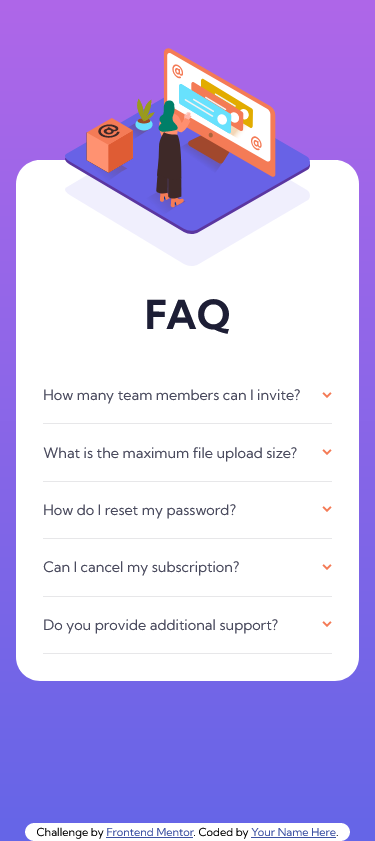 FAQ
How many team members can I invite?
What is the maximum file upload size?
How do I reset my password?
Can I cancel my subscription?
Do you provide additional support?
Challenge by Frontend Mentor. Coded by Your Name Here.